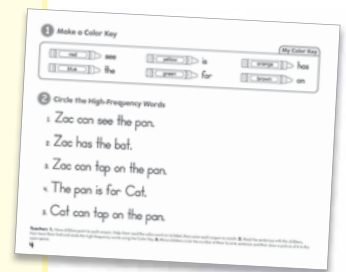 1 Make a Color Key
My Color Key
red see yellow is orange has
blue the green for brown on
2 Circle the High-Frequency Words
1. Zac can see the pan.
2. Zac has the bat.
3. Zac can tap on the pan.
4. The pan is for Cat.
5. Cat can tap on the pan.